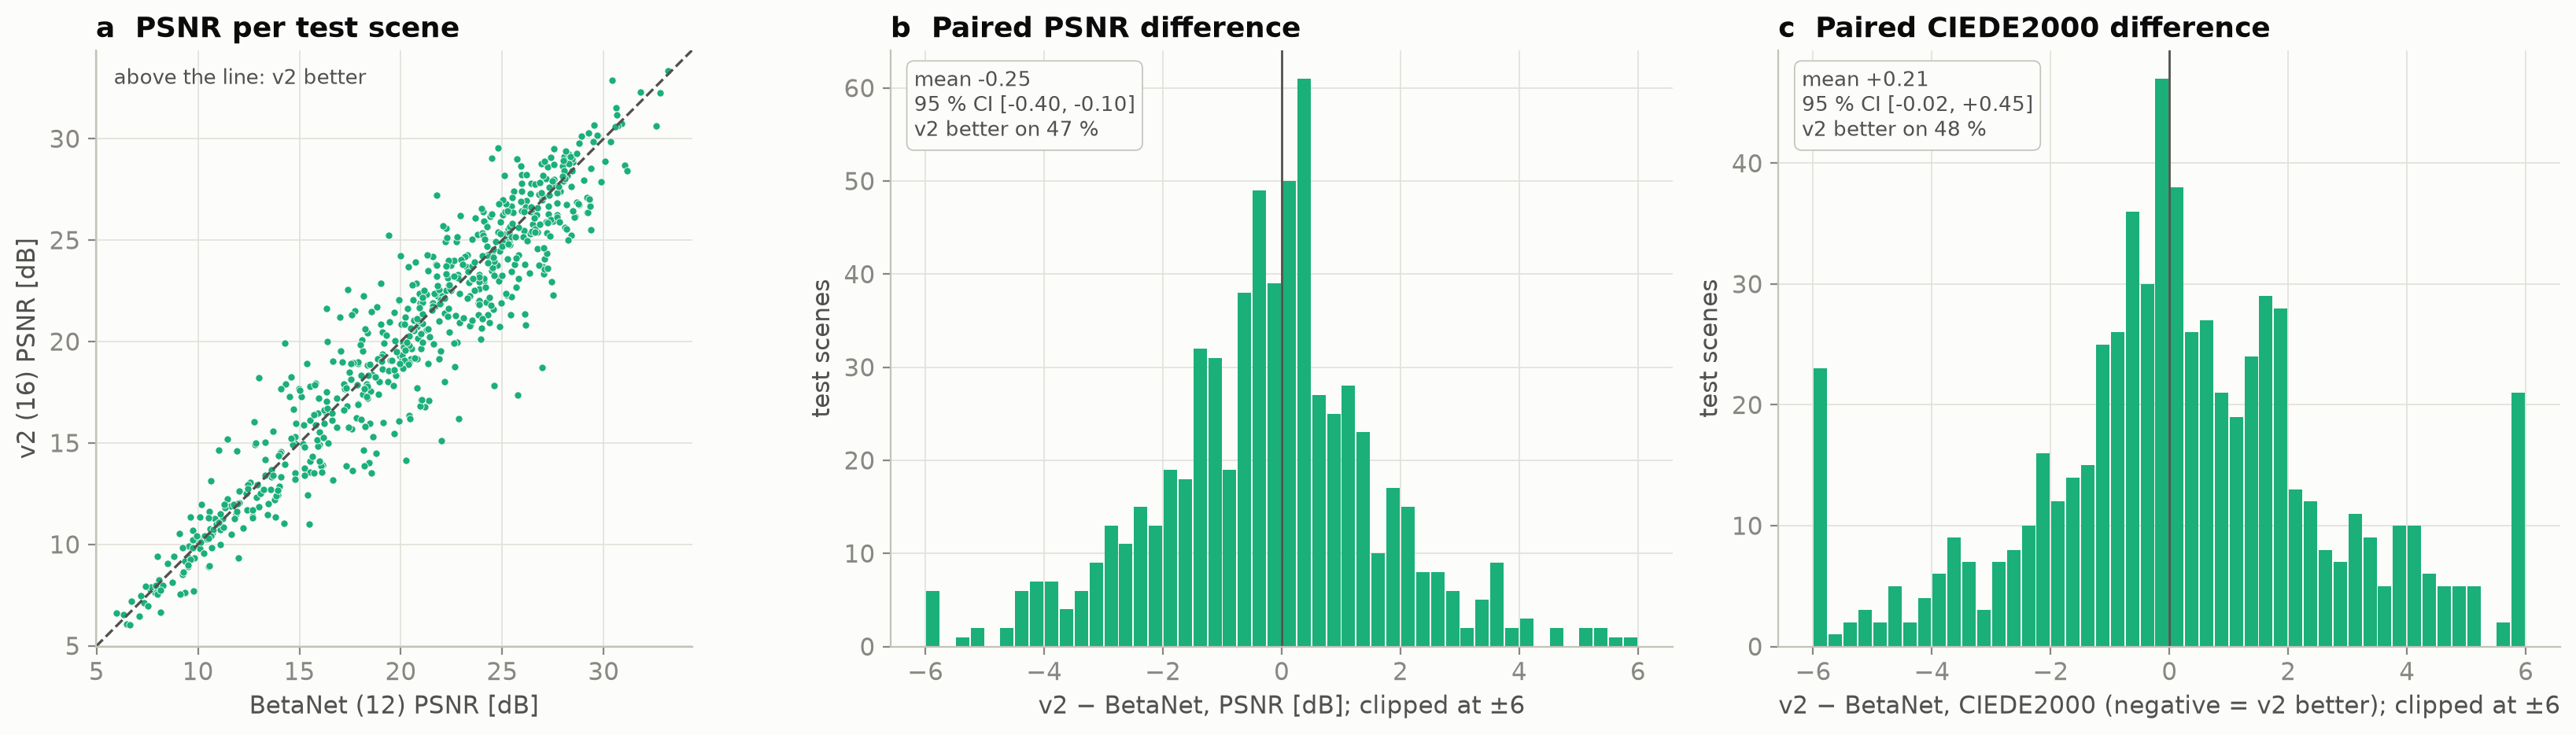 a PSNR per test scene
above the line: v2 better
v2 (16) PSNR [dB]
30
25
20
15
10
5
5 10 15 20 25 30
BetaNet (12) PSNR [dB]
b Paired PSNR difference
mean -0.25
95 % CI [-0.40, -0.10]
v2 better on 47 %
test scenes
60
50
40
30
20
10
0
−6 −4 −2 0 2 4 6
v2 − BetaNet, PSNR [dB]; clipped at ±6
c Paired CIEDE2000 difference
mean +0.21
95 % CI [-0.02, +0.45]
v2 better on 48 %
test scenes
40
30
20
10
0
−6 −4 −2 0 2 4 6
v2 − BetaNet, CIEDE2000 (negative = v2 better); clipped at ±6